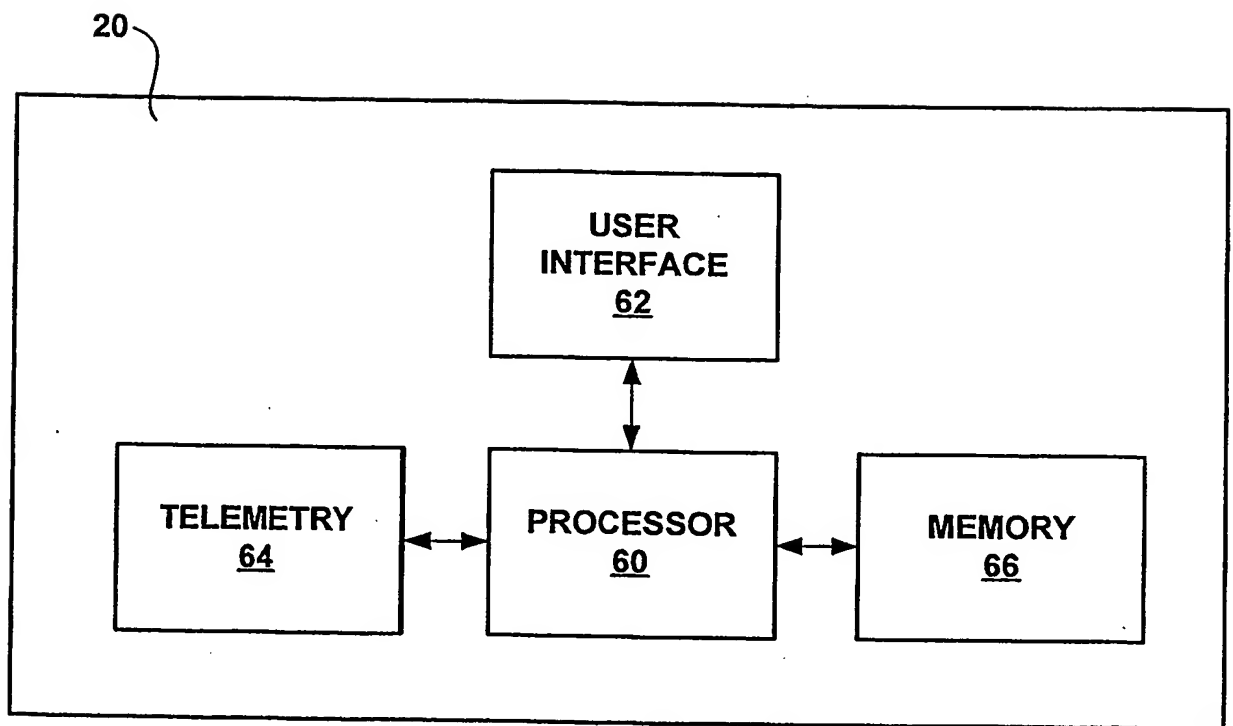 20
USER
INTERFACE
62
TELEMETRY
64
PROCESSOR
60
MEMORY
66